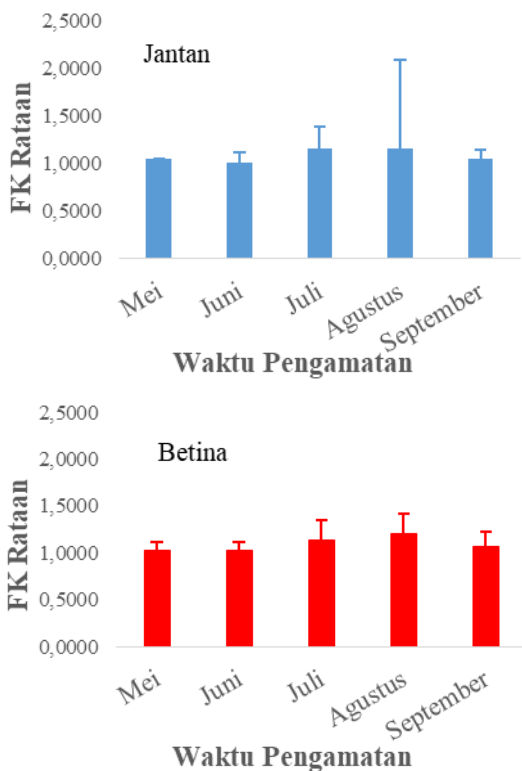 2,5000
Jantan
2,0000
1,5000
1,0000
0,5000
0,0000
FK Rataan
Mei
Juni
Juli
Agustus
September
Waktu Pengamatan
2,5000
Betina
2,0000
1,5000
1,0000
0,5000
0,0000
FK Rataan
Mei
Juni
Juli
Agustus
September
Waktu Pengamatan